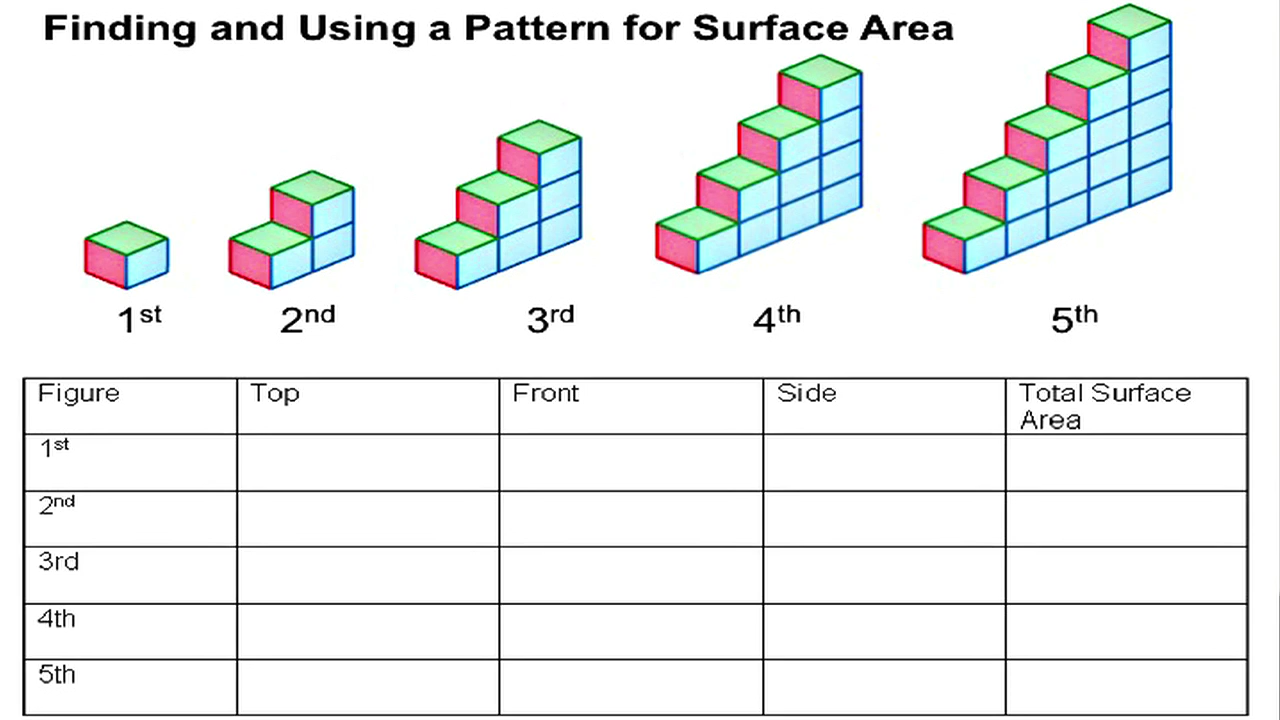 Finding and Using a Pattern for Surface Area
1st 2nd 3rd 4th 5th
Figure Top Front Side Total Surface
Area
1st
2nd
3rd
4th
5th